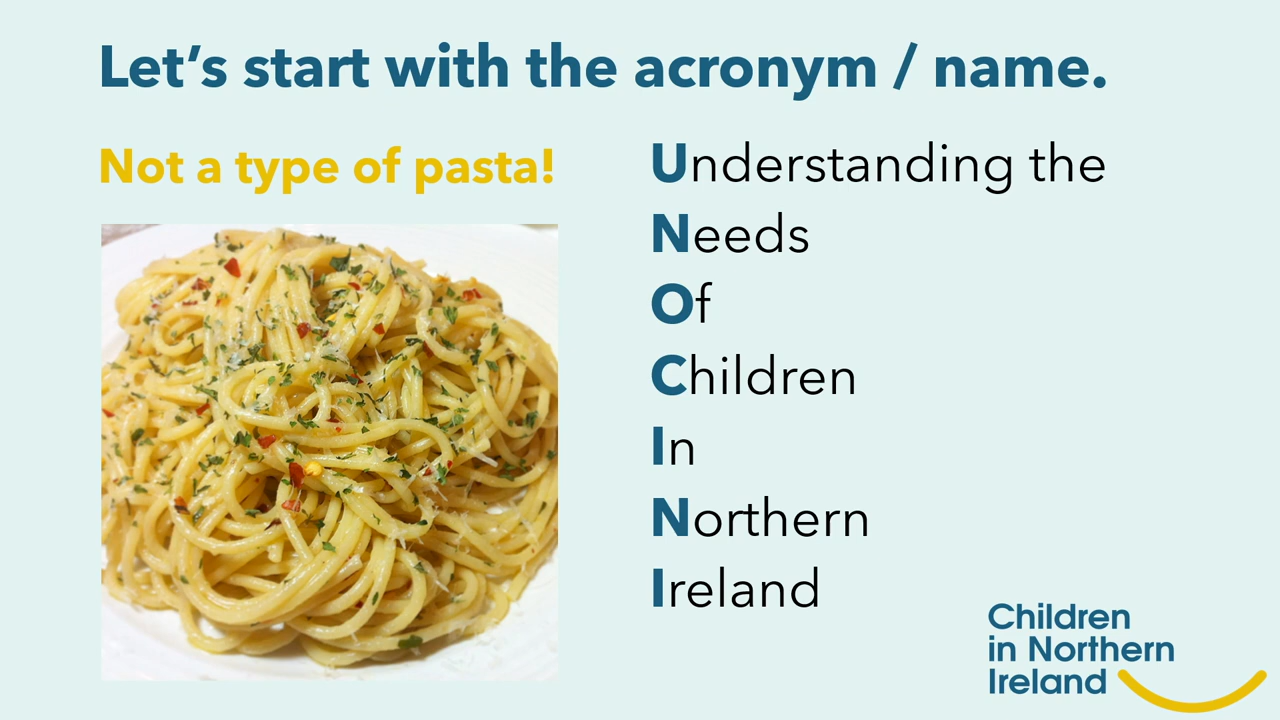 Let’s start with the acronym / name.
Not a type of pasta!
Understanding the
Needs
Of
Children
In
Northern
Ireland
Children
in Northern
Ireland